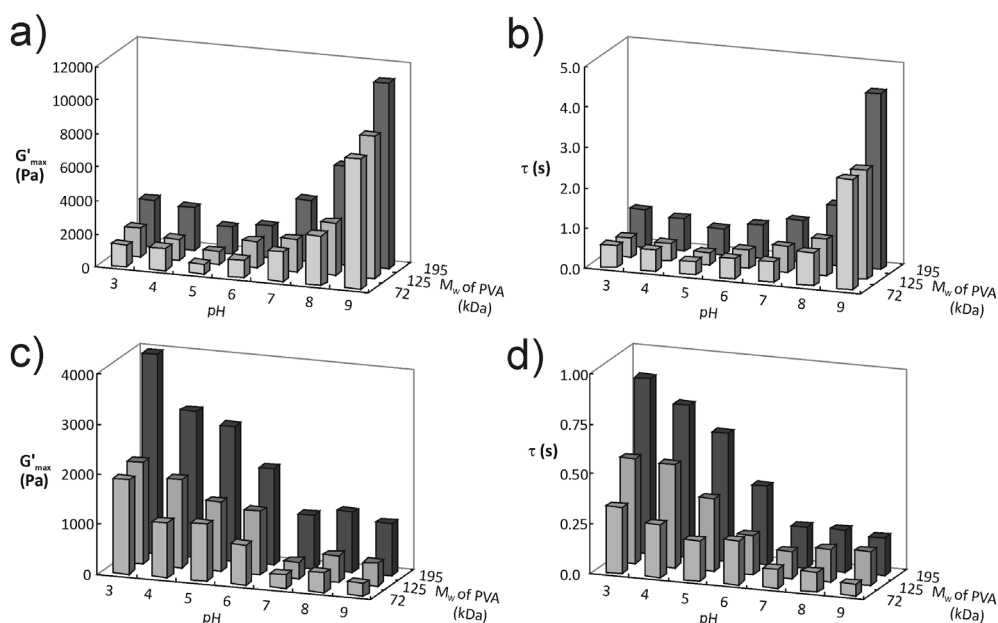 a)
12000
10000
8000
6000
4000
2000
0
G'max
(Pa)
3 4 5 6 7 8 9
pH
195
125
72
Mw of PVA
(kDa)
b)
5.0
4.0
3.0
2.0
1.0
0.0
τ (s)
3 4 5 6 7 8 9
pH
195
125
72
Mw of PVA
(kDa)
c)
4000
3000
2000
1000
0
G'max
(Pa)
3 4 5 6 7 8 9
pH
195
125
72
Mw of PVA
(kDa)
d)
1.00
0.75
0.50
0.25
0.0
τ (s)
3 4 5 6 7 8 9
pH
195
125
72
Mw of PVA
(kDa)